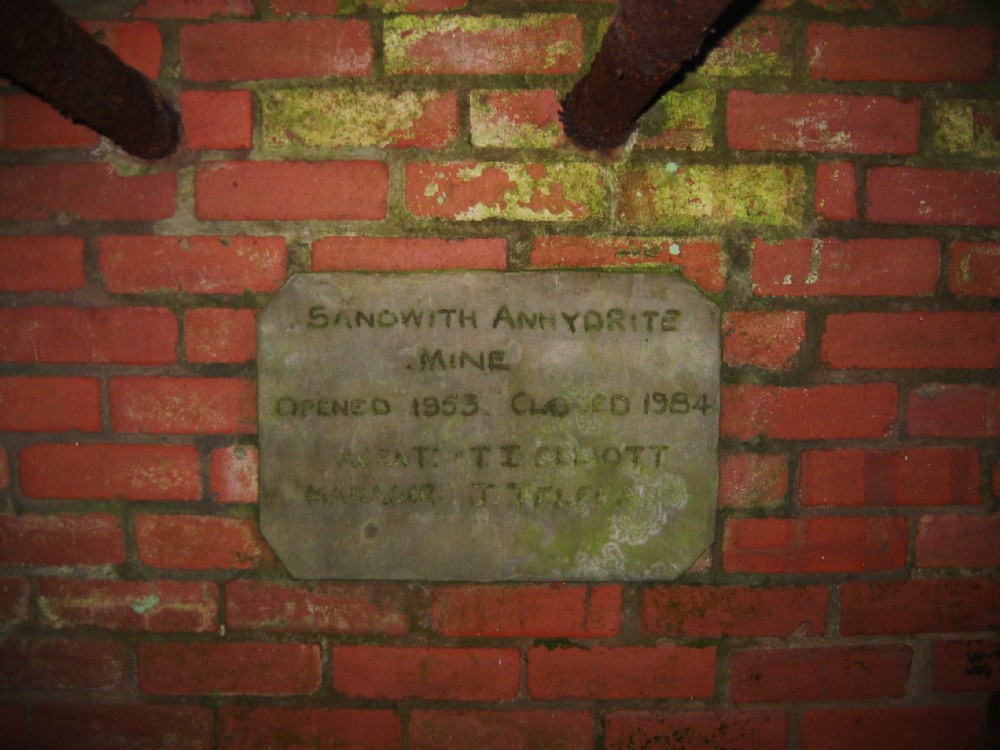 SANDWITH ANHYDRITE
MINE
OPENED 1953. CLOSED 1984
AGENT: T I ELLIOTT
MANAGER J